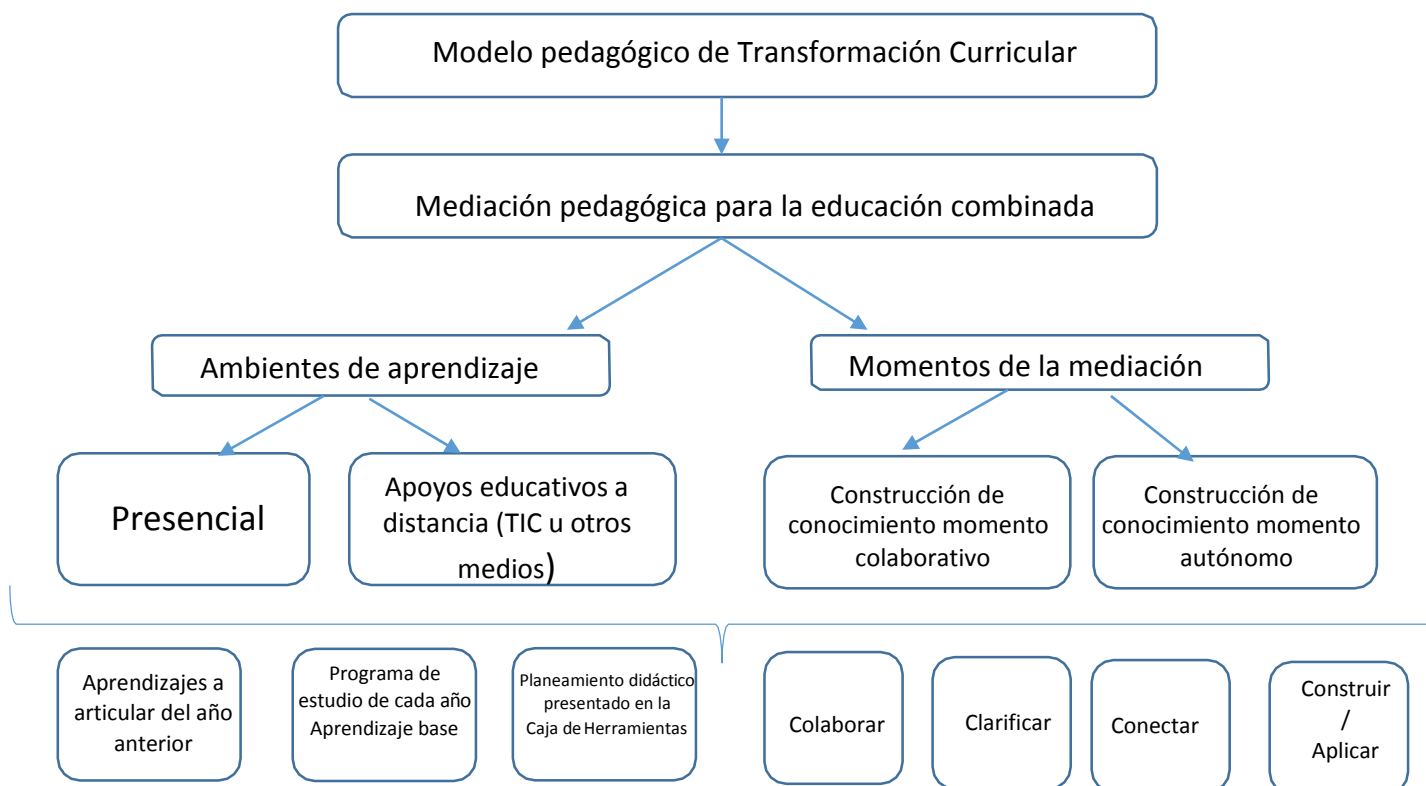 Modelo pedagógico de Transformación Curricular
Mediación pedagógica para la educación combinada
Ambientes de aprendizaje
Momentos de la mediación
Presencial
Apoyos educativos a
distancia (TIC u otros
medios)
Construcción de
conocimiento momento
colaborativo
Construcción de
conocimiento momento
autónomo
Aprendizajes a
articular del año
anterior
Programa de
estudio de cada año
Aprendizaje base
Planeamiento didáctico
presentado en la
Caja de Herramientas
Colaborar
Clarificar
Conectar
Construir
/
Aplicar